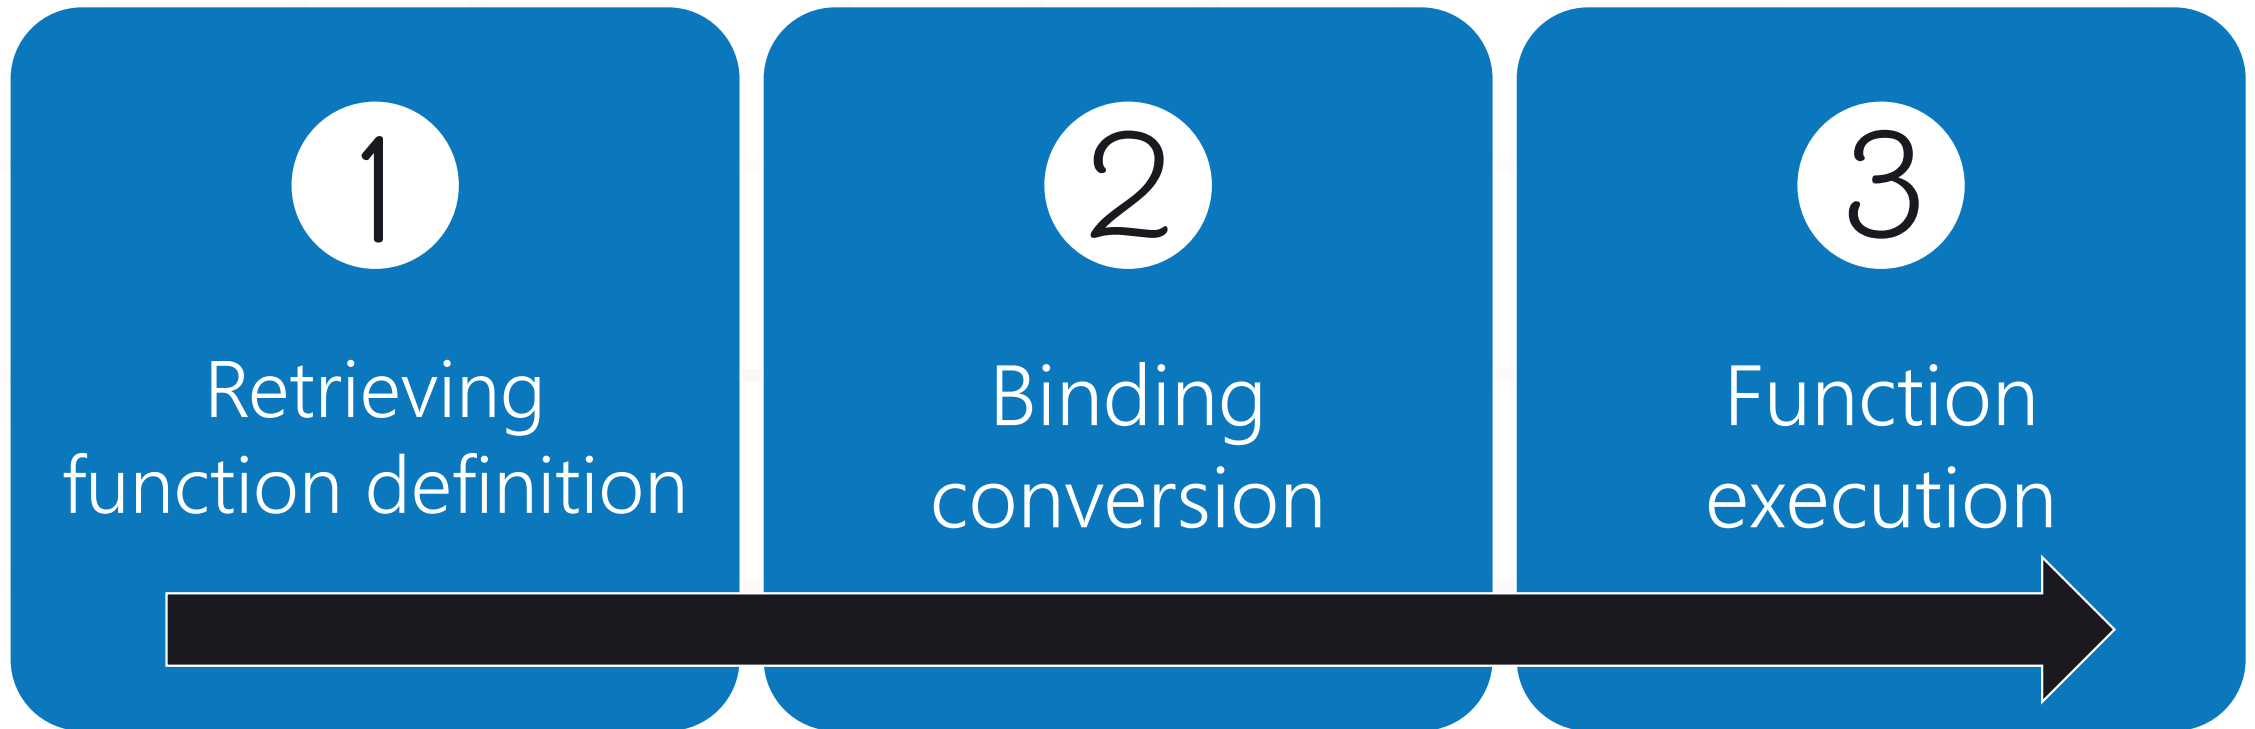 1
Retrieving
function definition
2
Binding
conversion
3
Function
execution